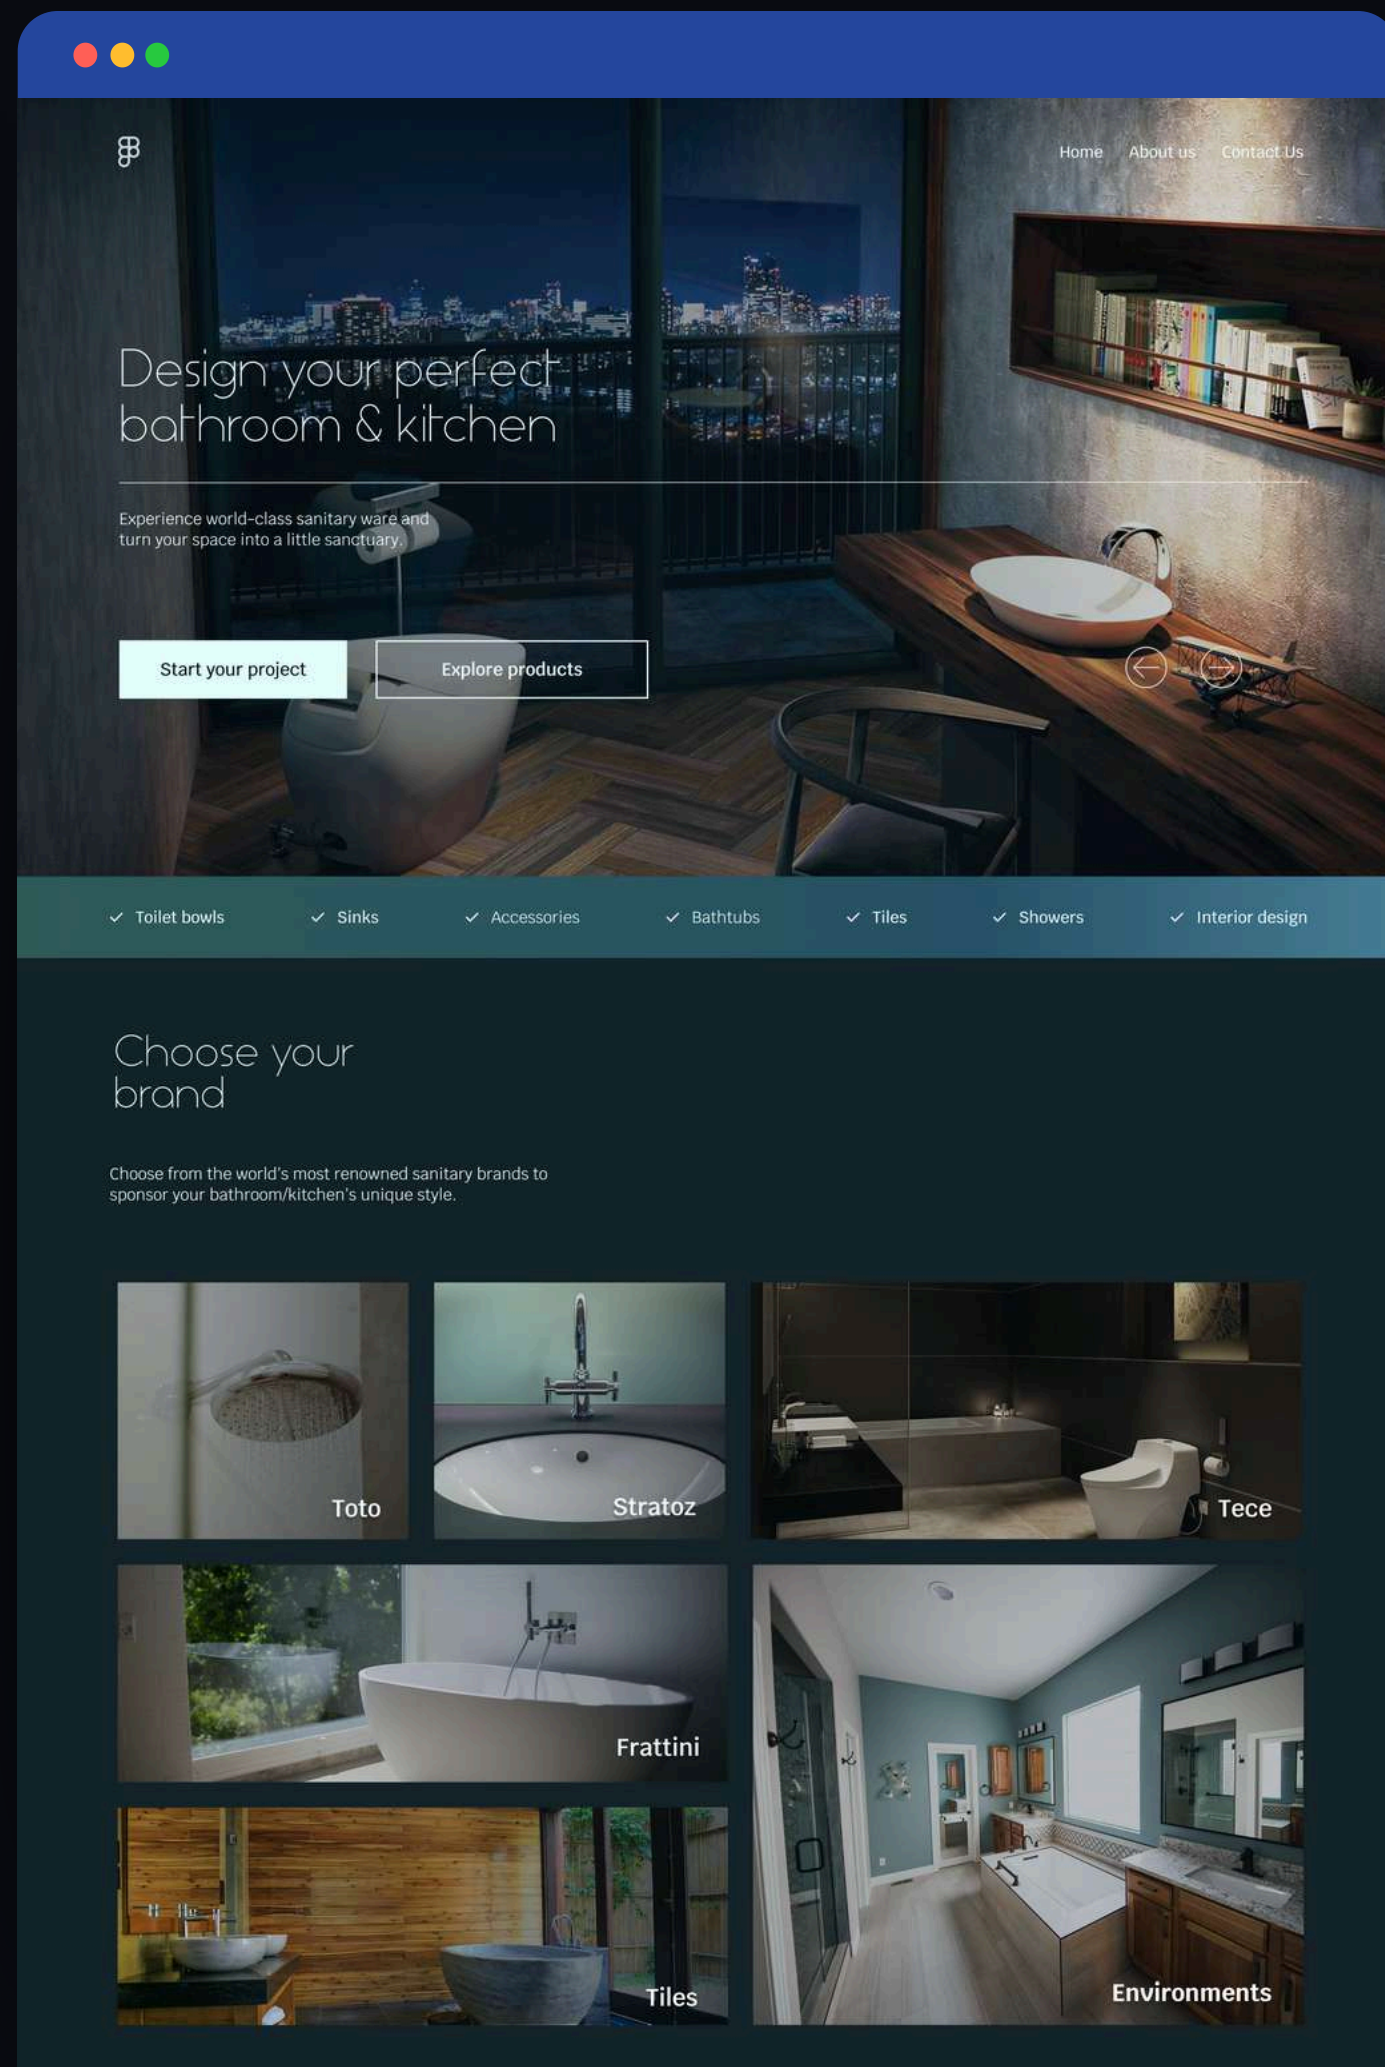 Home About us Contact Us
Design your perfect
bathroom & kitchen
Experience world-class sanitary ware and
turn your space into a little sanctuary.
Start your project Explore products
Toilet bowls Sinks Accessories Bathtubs Tiles Showers Interior design
Choose your
brand
Choose from the world's most renowned sanitary brands to
sponsor your bathroom/kitchen's unique style.
Toto
Stratoz
Tece
Frattini
Tiles
Environments